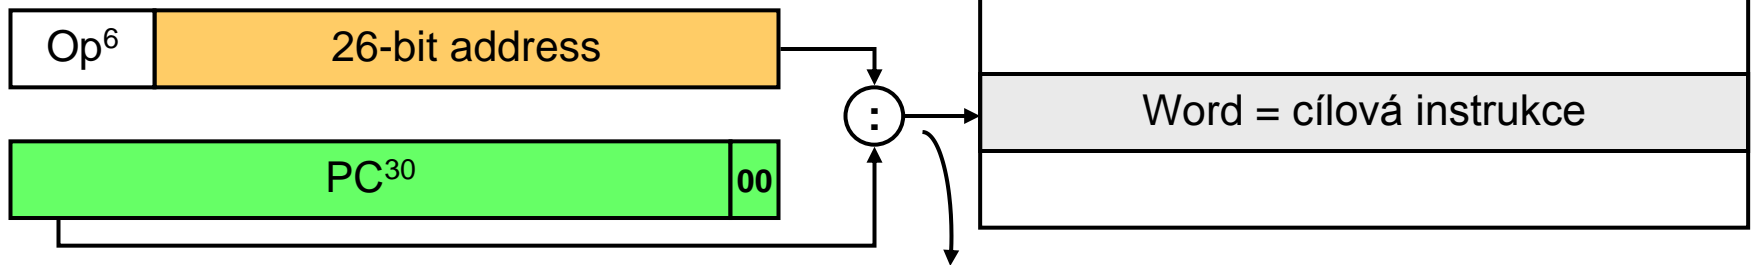 Op⁶ 26-bit address
:
Word = cílová instrukce
PC³⁰ 00